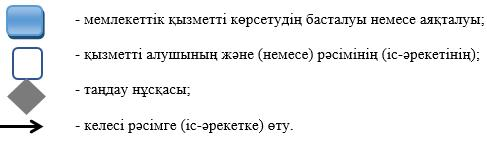 - мемлекеттік қызметті көрсетудің басталуы немесе аяқталуы;
- қызметті алушының және (немесе) рәсімінің (іс-әрекетінің);
- таңдау нұсқасы;
- келесі рәсімге (іс-әрекетке) өту.